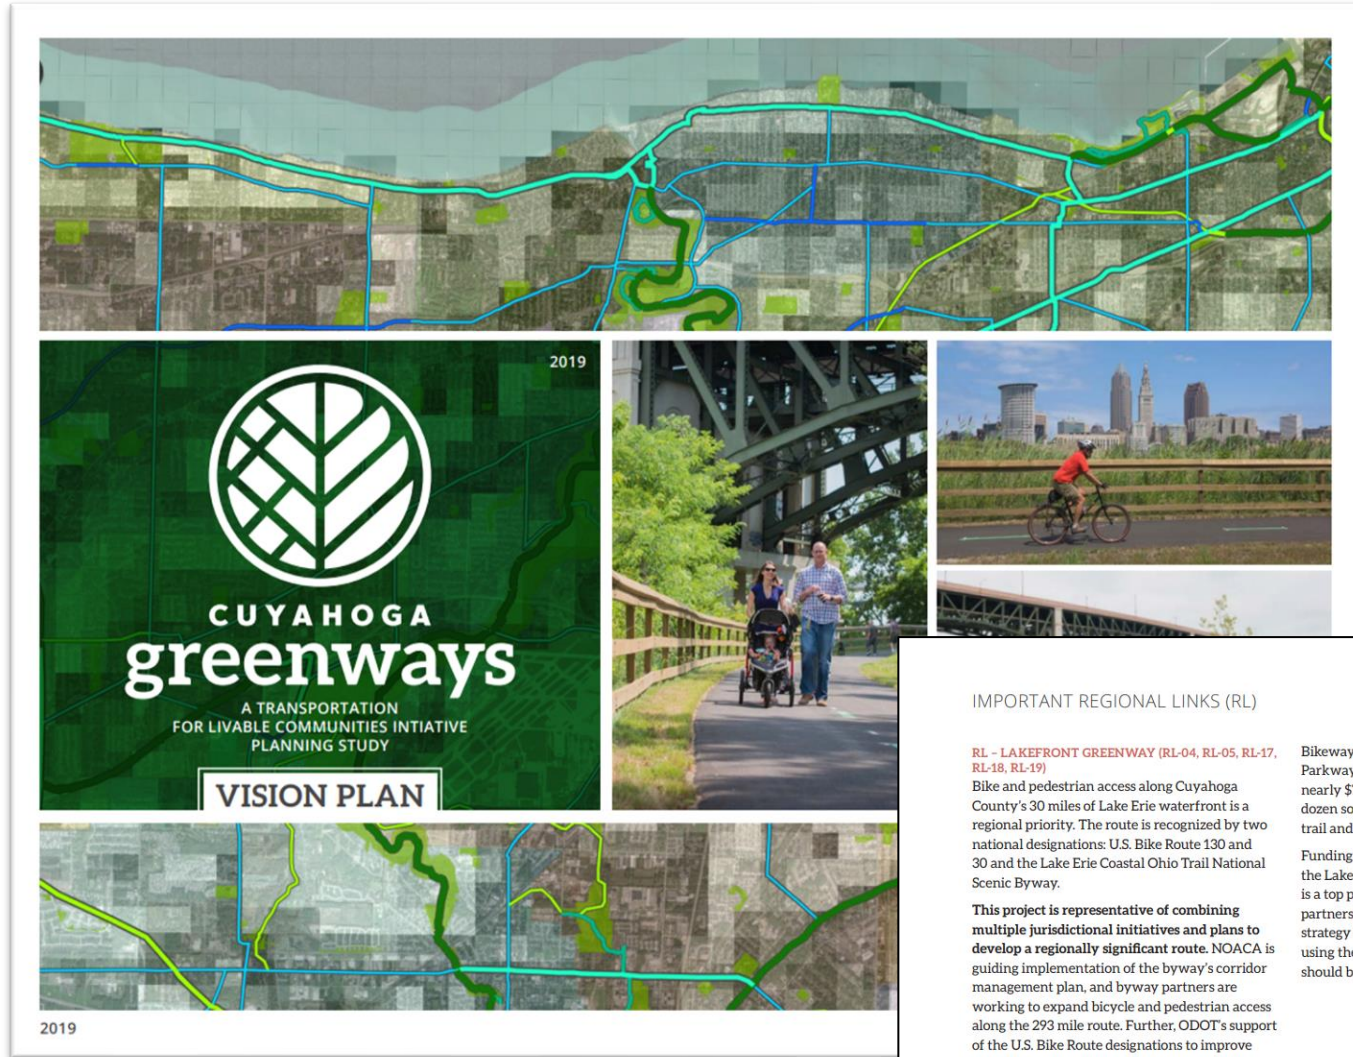 2019
CUYAHOGA
greenways
A TRANSPORTATION
FOR LIVABLE COMMUNITIES INTIATIVE
PLANNING STUDY
VISION PLAN
2019
IMPORTANT REGIONAL LINKS (RL)
RL – LAKEFRONT GREENWAY (RL-04, RL-05, RL-17,
RL-18, RL-19)
Bike and pedestrian access along Cuyahoga
County's 30 miles of Lake Erie waterfront is a
regional priority. The route is recognized by two
national designations: U.S. Bike Route 130 and
30 and the Lake Erie Coastal Ohio Trail National
Scenic Byway.
This project is representative of combining
multiple jurisdictional initiatives and plans to
develop a regionally significant route. NOACA is
guiding implementation of the byway's corridor
management plan, and byway partners are
working to expand bicycle and pedestrian access
along the 293 mile route. Further, ODOT's support
of the U.S. Bike Route designations to improve
Bikeway
Parkway
nearly $
dozen so
trail and
Funding
the Lake
is a top p
partners
strategy
using the
should b